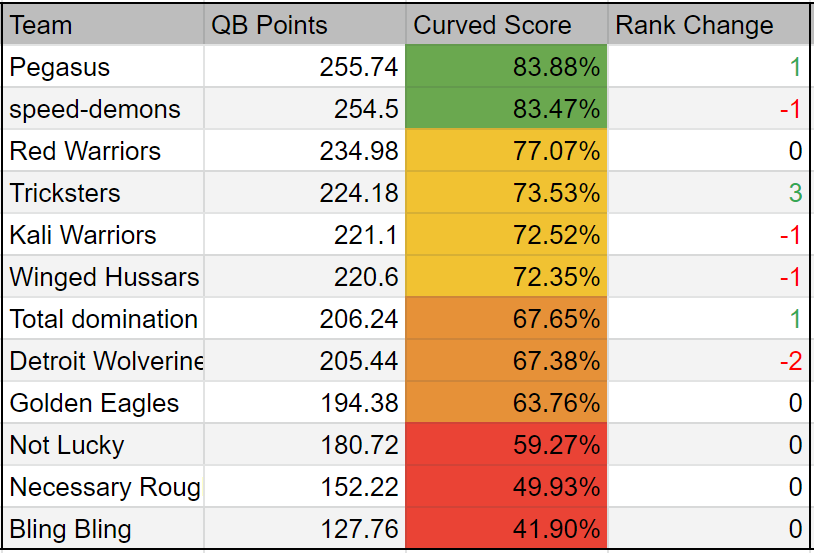 Team QB Points Curved Score Rank Change
Pegasus 255.74 83.88% 1
speed-demons 254.5 83.47% -1
Red Warriors 234.98 77.07% 0
Tricksters 224.18 73.53% 3
Kali Warriors 221.1 72.52% -1
Winged Hussars 220.6 72.35% -1
Total domination 206.24 67.65% 1
Detroit Wolverine 205.44 67.38% -2
Golden Eagles 194.38 63.76% 0
Not Lucky 180.72 59.27% 0
Necessary Roug 152.22 49.93% 0
Bling Bling 127.76 41.90% 0